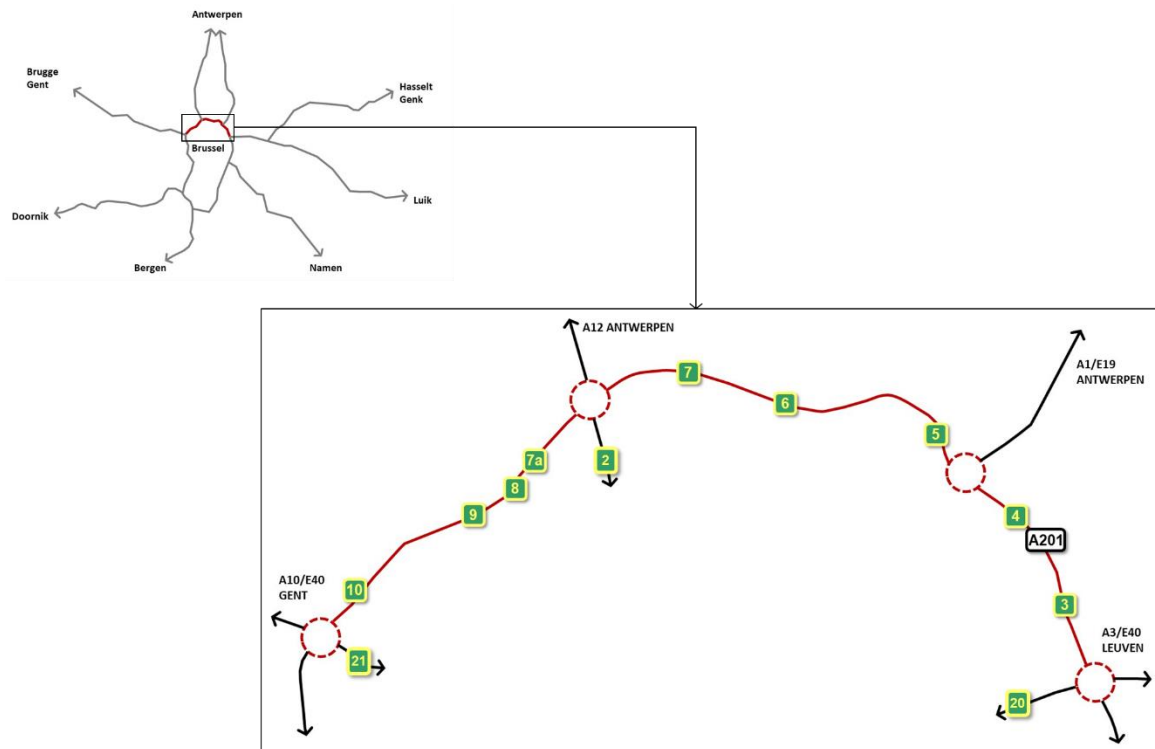 Antwerpen
Brugge
Gent
Hasselt
Genk
Brussel
Luik
Doornik
Bergen
Namen
A12 ANTWERPEN
A1/E19
ANTWERPEN
7
6
5
7a
2
8
9
4
A201
10
A10/E40
GENT
3
21
A3/E40
LEUVEN
20